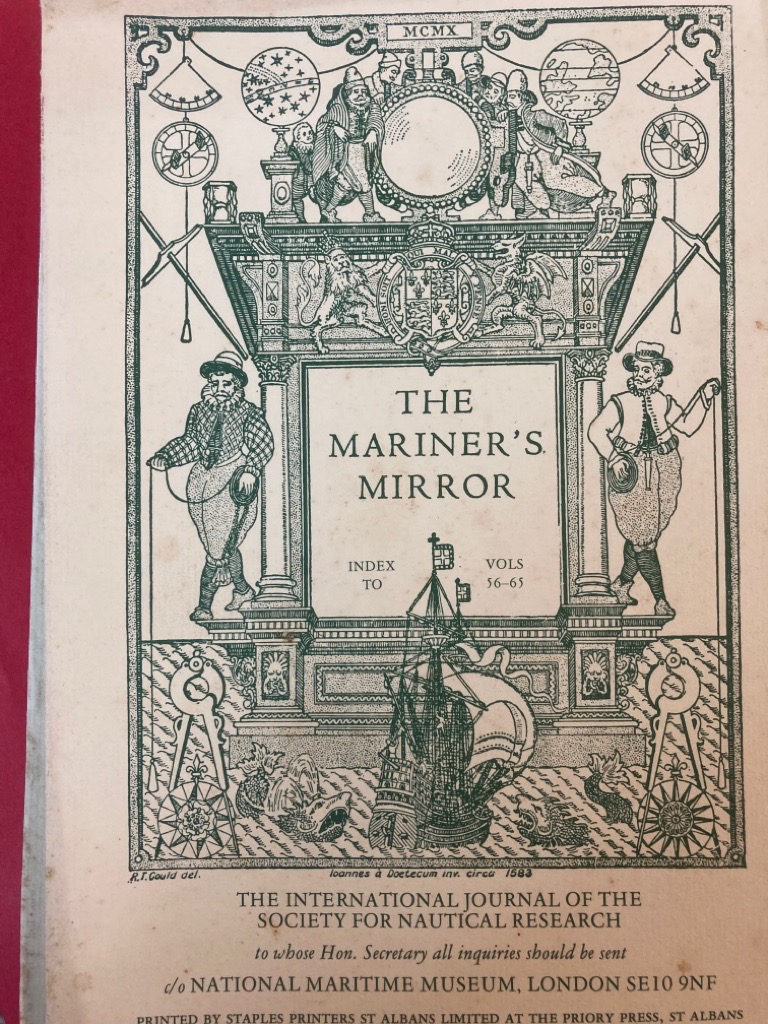 MCMX
THE
MARINER'S
MIRROR
INDEX
TO
VOLS
56–65
R.T. Gould del.
Ioannes à Doetecum inv. circa 1583
THE INTERNATIONAL JOURNAL OF THE
SOCIETY FOR NAUTICAL RESEARCH
to whose Hon. Secretary all inquiries should be sent
c/o NATIONAL MARITIME MUSEUM, LONDON SE10 9NF
PRINTED BY STAPLES PRINTERS ST ALBANS LIMITED AT THE PRIORY PRESS, ST ALBANS